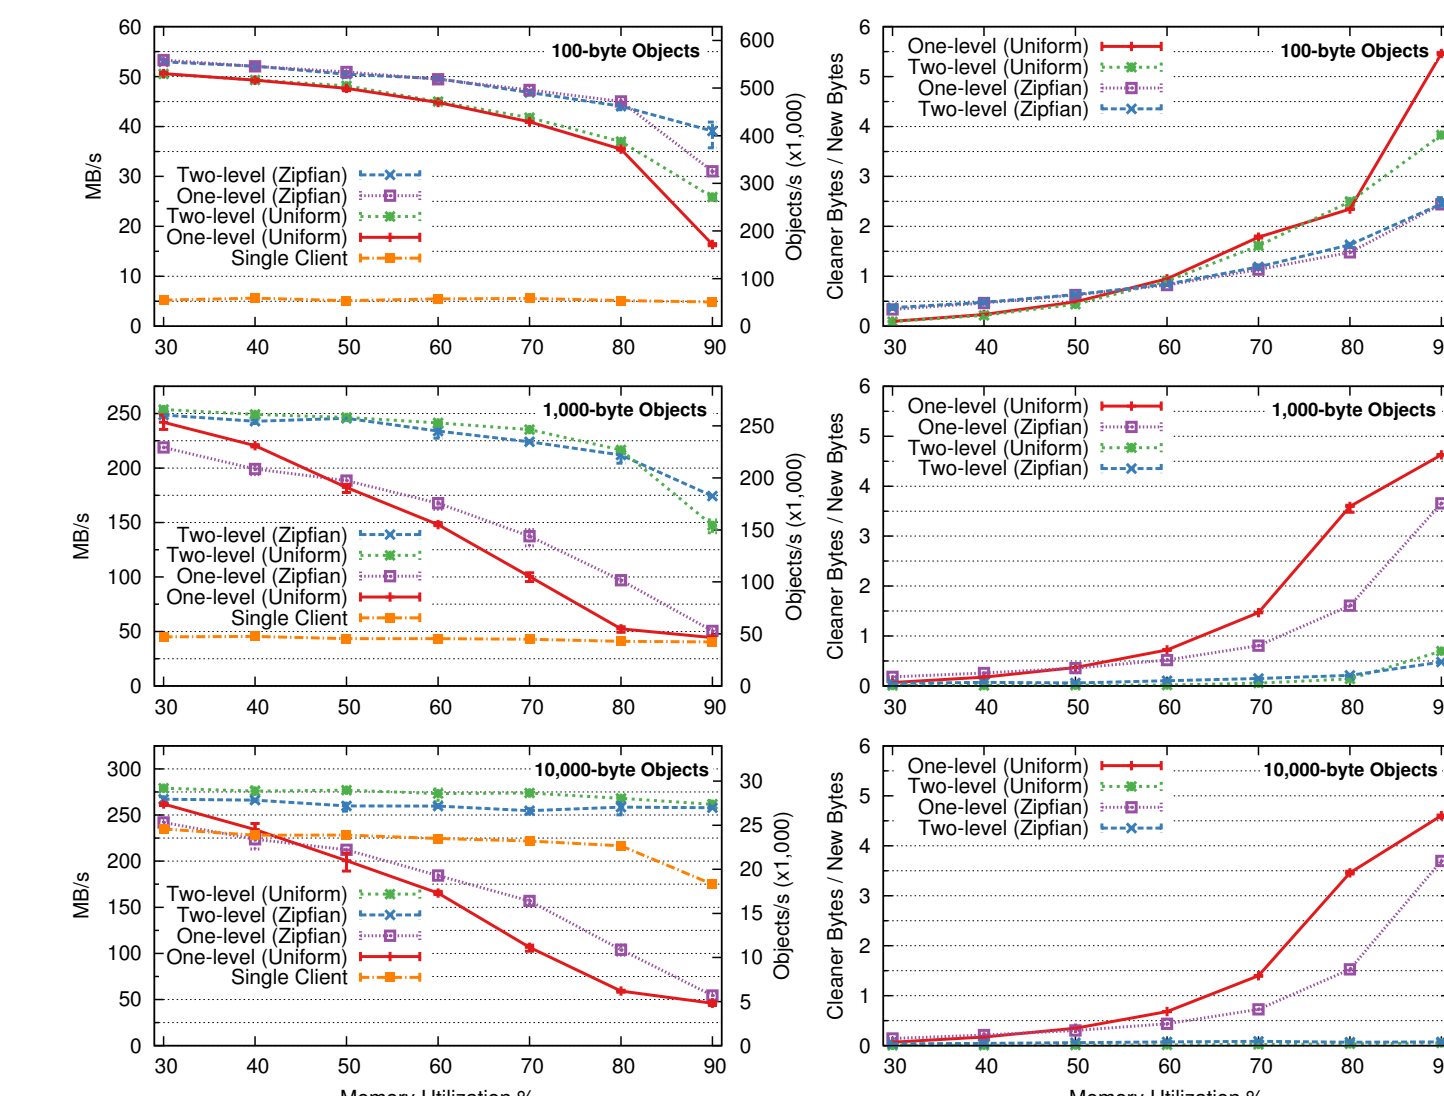 60
50
40
30
20
10
0
MB/s
600
500
400
300
200
100
0
Objects/s (x1,000)
100-byte Objects
Two-level (Zipfian)
One-level (Zipfian)
Two-level (Uniform)
One-level (Uniform)
Single Client
30 40 50 60 70 80 90
6
5
4
3
2
1
0
Cleaner Bytes / New Bytes
100-byte Objects
One-level (Uniform)
Two-level (Uniform)
One-level (Zipfian)
Two-level (Zipfian)
30 40 50 60 70 80 9
250
200
150
100
50
0
MB/s
250
200
150
100
50
0
Objects/s (x1,000)
1,000-byte Objects
Two-level (Zipfian)
Two-level (Uniform)
One-level (Zipfian)
One-level (Uniform)
Single Client
30 40 50 60 70 80 90
6
5
4
3
2
1
0
Cleaner Bytes / New Bytes
1,000-byte Objects
One-level (Uniform)
One-level (Zipfian)
Two-level (Uniform)
Two-level (Zipfian)
30 40 50 60 70 80 9
300
250
200
150
100
50
0
MB/s
30
25
20
15
10
5
0
Objects/s (x1,000)
10,000-byte Objects
Two-level (Uniform)
Two-level (Zipfian)
One-level (Zipfian)
One-level (Uniform)
Single Client
30 40 50 60 70 80 90
Memory Utilization %
6
5
4
3
2
1
0
Cleaner Bytes / New Bytes
10,000-byte Objects
One-level (Uniform)
Two-level (Uniform)
One-level (Zipfian)
Two-level (Zipfian)
30 40 50 60 70 80 9
Memory Utilization %